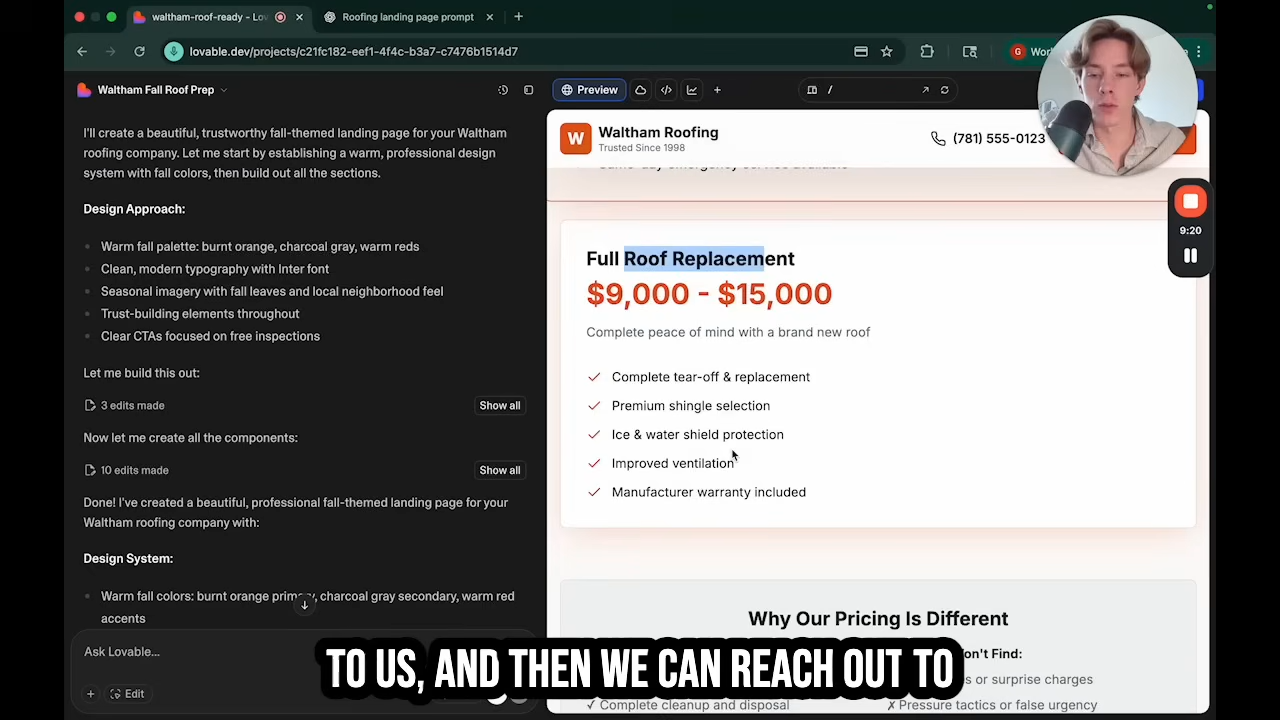 waltham-roof-ready - Lov
Roofing landing page prompt
lovable.dev/projects/c21fc182-eef1-4f4c-b3a7-c7476b1514d7
G
Waltham Fall Roof Prep
Preview
/
I'll create a beautiful, trustworthy fall-themed landing page for your Waltham
roofing company. Let me start by establishing a warm, professional design
system with fall colors, then build out all the sections.
Design Approach:
Warm fall palette: burnt orange, charcoal gray, warm reds
Clean, modern typography with Inter font
Seasonal imagery with fall leaves and local neighborhood feel
Trust-building elements throughout
Clear CTAs focused on free inspections
Let me build this out:
3 edits made
Show all
Now let me create all the components:
10 edits made
Show all
Done! I've created a beautiful, professional fall-themed landing page for your
Waltham roofing company with:
Design System:
Warm fall colors: burnt orange primary, charcoal gray secondary, warm red
accents
Ask Lovable...
Edit
W
Waltham Roofing
Trusted Since 1998
(781) 555-0123
9:20
Full Roof Replacement
$9,000 - $15,000
Complete peace of mind with a brand new roof
Complete tear-off & replacement
Premium shingle selection
Ice & water shield protection
Improved ventilation
Manufacturer warranty included
Why Our Pricing Is Different
or surprise charges
✓ Complete cleanup and disposal
✗ Pressure tactics or false urgency
TO US, AND THEN WE CAN REACH OUT TO